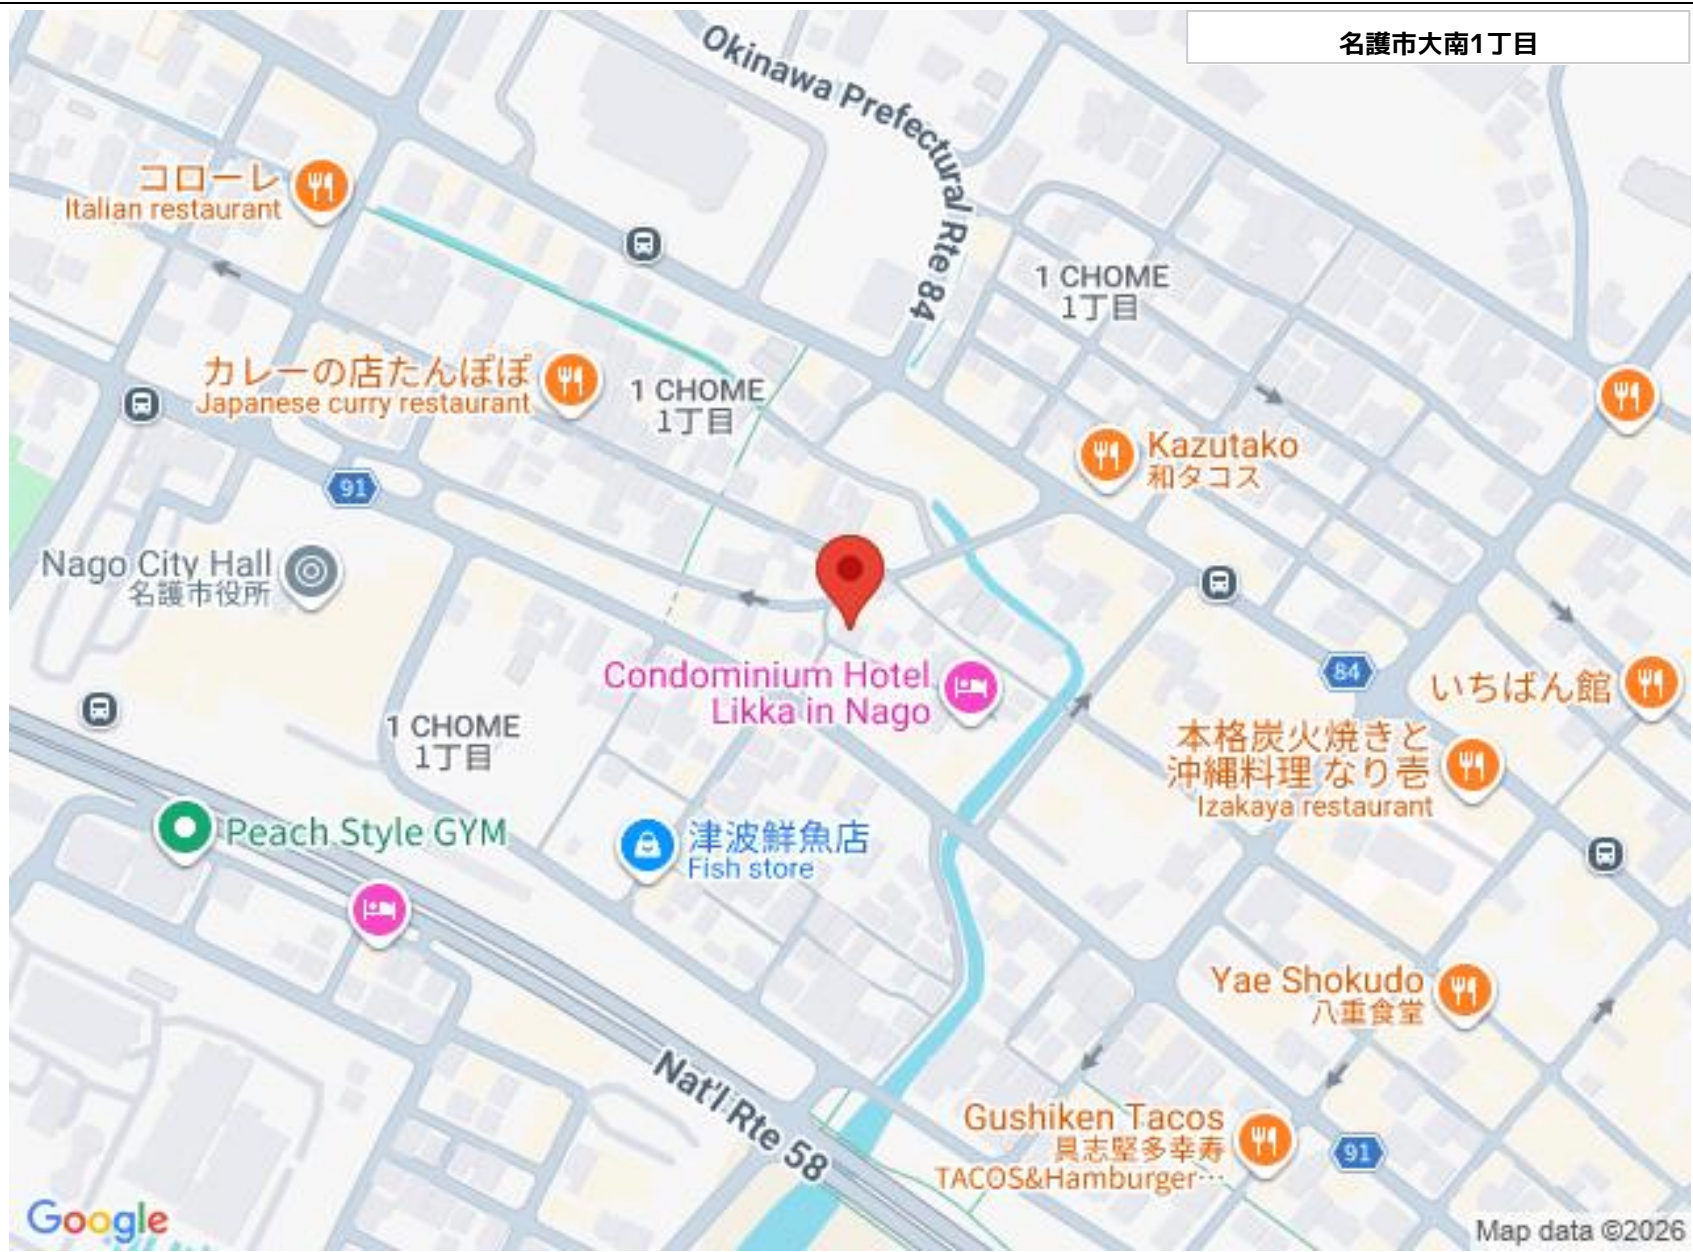 名護市大南1丁目
Okinawa Prefectural Rte 84
コローレ
Italian restaurant
1 CHOME
1丁目
カレーの店たんぽぽ
Japanese curry restaurant
1 CHOME
1丁目
Kazutako
和タコス
91
Nago City Hall
名護市役所
Condominium Hotel
Likka in Nago
84
いちばん館
1 CHOME
1丁目
本格炭火焼きと
沖縄料理 なり壱
Izakaya restaurant
Peach Style GYM
津波鮮魚店
Fish store
Yae Shokudo
八重食堂
Nat'l Rte 58
Gushiken Tacos
具志堅多幸寿
TACOS&Hamburger…
91
Google
Map data ©2026